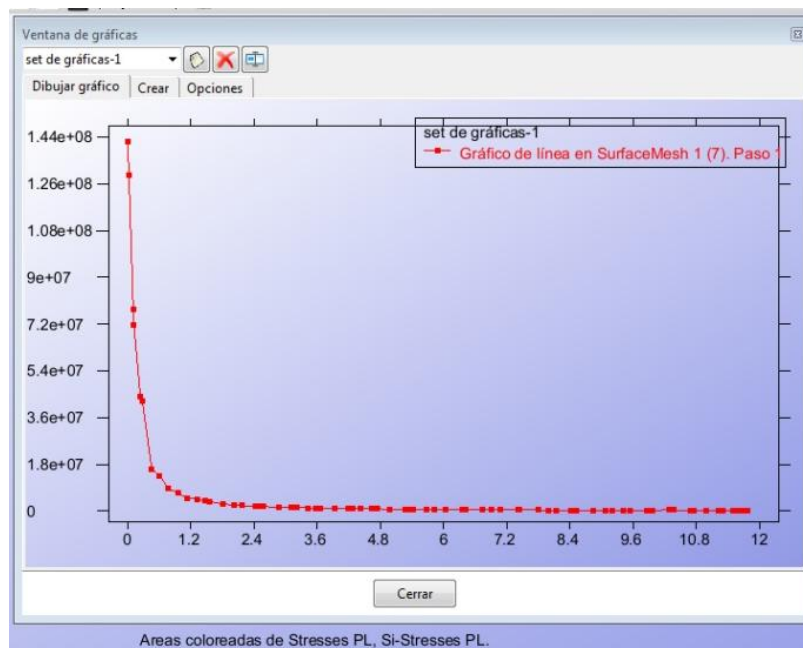 Ventana de gráficas
set de gráficas-1
Dibujar gráfico Crear Opciones
set de gráficas-1
Gráfico de línea en SurfaceMesh 1 (7). Paso 1
1.44e+08
1.26e+08
1.08e+08
9e+07
7.2e+07
5.4e+07
3.6e+07
1.8e+07
0
0 1.2 2.4 3.6 4.8 6 7.2 8.4 9.6 10.8 12
Cerrar
Areas coloreadas de Stresses PL, Si-Stresses PL.